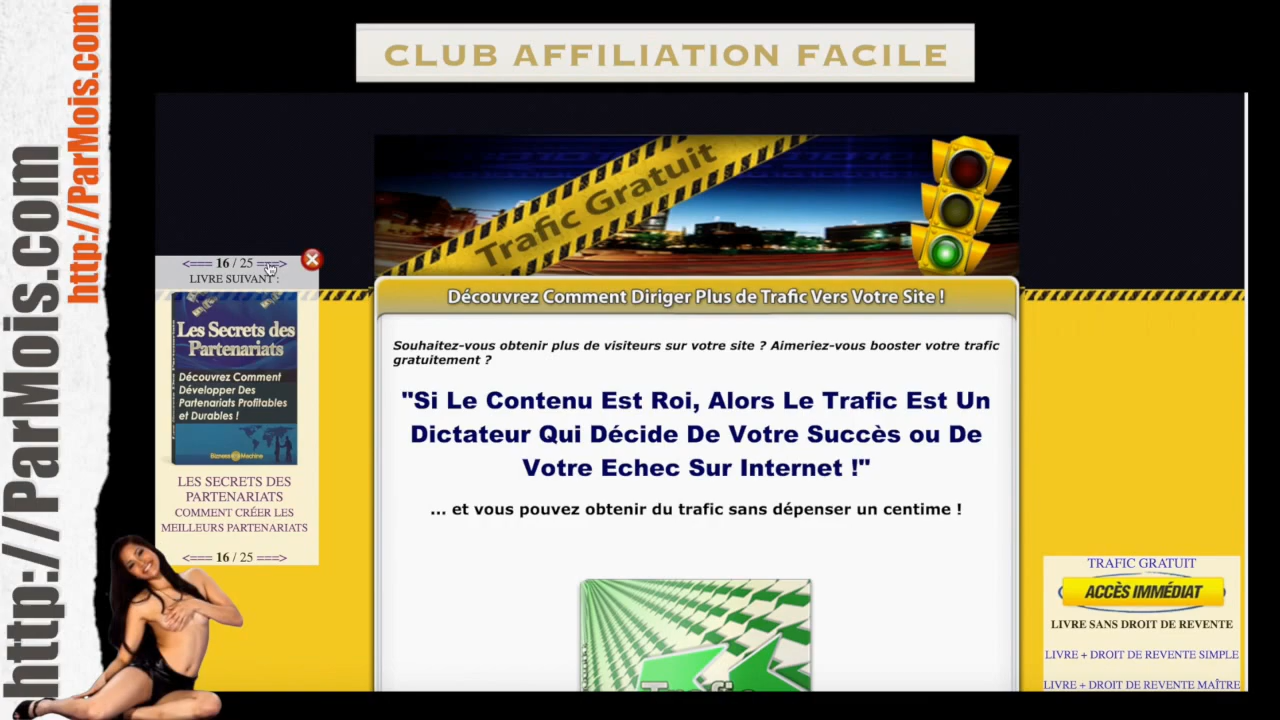 http://ParMois.com
http://ParMois.com
CLUB AFFILIATION FACILE
Trafic Gratuit
<=== 16 / 25 ===>
LIVRE SUIVANT :
Les Secrets des
Partenariats
Découvrez Comment
Développer Des
Partenariats Profitables
et Durables !
Bizness Machine
LES SECRETS DES
PARTENARIATS
COMMENT CRÉER LES
MEILLEURS PARTENARIATS
<=== 16 / 25 ===>
Découvrez Comment Diriger Plus de Trafic Vers Votre Site !
Souhaitez-vous obtenir plus de visiteurs sur votre site ? Aimeriez-vous booster votre trafic
gratuitement ?
"Si Le Contenu Est Roi, Alors Le Trafic Est Un
Dictateur Qui Décide De Votre Succès ou De
Votre Echec Sur Internet !"
... et vous pouvez obtenir du trafic sans dépenser un centime !
Trafic
TRAFIC GRATUIT
ACCÈS IMMÉDIAT
LIVRE SANS DROIT DE REVENTE
LIVRE + DROIT DE REVENTE SIMPLE
LIVRE + DROIT DE REVENTE MAÎTRE